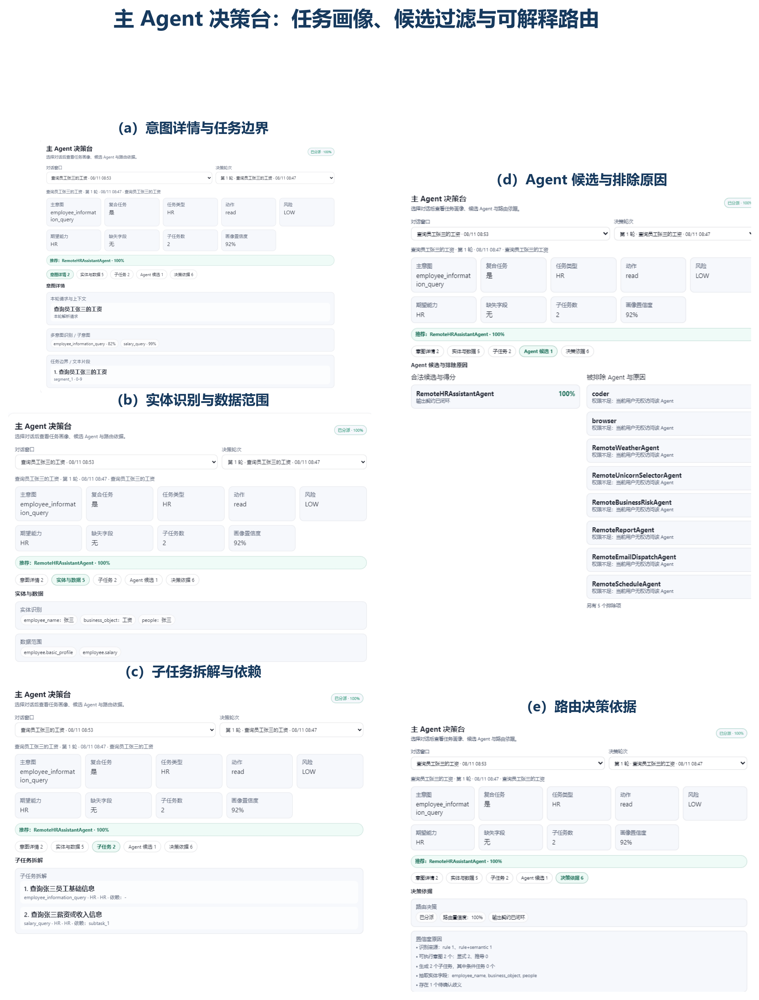 主 Agent 决策台：任务画像、候选过滤与可解释路由
（a）意图详情与任务边界
主 Agent 决策台
已分派 · 100%
选择对话后查看任务画像、候选 Agent 与路由依据。
对话窗口
决策轮次
查询员工张三的工资 · 08/11 08:53
第 1 轮 · 查询员工张三的工资 · 08/11 08:47
查询员工张三的工资 · 第 1 轮 · 08/11 08:47 · 查询员工张三的工资
主意图
employee_informat
ion_query
复合任务
是
任务类型
HR
动作
read
风险
LOW
期望能力
HR
缺失字段
无
子任务数
2
画像置信度
92%
推荐：RemoteHRAssistantAgent · 100%
意图详情 2
实体与数据 5
子任务 2
Agent 候选 1
决策依据 6
意图详情
本轮请求与上下文
查询员工张三的工资
本轮解析请求
多意图识别 / 子意图
employee_information_query · 82%
salary_query · 99%
任务边界 / 文本片段
1. 查询员工张三的工资
segment_1 · 0-9
（b）实体识别与数据范围
主 Agent 决策台
已分派 · 100%
选择对话后查看任务画像、候选 Agent 与路由依据。
对话窗口
决策轮次
查询员工张三的工资 · 08/11 08:53
第 1 轮 · 查询员工张三的工资 · 08/11 08:47
查询员工张三的工资 · 第 1 轮 · 08/11 08:47 · 查询员工张三的工资
主意图
employee_informat
ion_query
复合任务
是
任务类型
HR
动作
read
风险
LOW
期望能力
HR
缺失字段
无
子任务数
2
画像置信度
92%
推荐：RemoteHRAssistantAgent · 100%
意图详情 2
实体与数据 5
子任务 2
Agent 候选 1
决策依据 6
实体与数据
实体识别
employee_name：张三
business_object：工资
people：张三
数据范围
employee.basic_profile
employee.salary
（c）子任务拆解与依赖
主 Agent 决策台
已分派 · 100%
选择对话后查看任务画像、候选 Agent 与路由依据。
对话窗口
决策轮次
查询员工张三的工资 · 08/11 08:53
第 1 轮 · 查询员工张三的工资 · 08/11 08:47
查询员工张三的工资 · 第 1 轮 · 08/11 08:47 · 查询员工张三的工资
主意图
employee_informat
ion_query
复合任务
是
任务类型
HR
动作
read
风险
LOW
期望能力
HR
缺失字段
无
子任务数
2
画像置信度
92%
推荐：RemoteHRAssistantAgent · 100%
意图详情 2
实体与数据 5
子任务 2
Agent 候选 1
决策依据 6
子任务拆解
子任务拆解
1. 查询张三员工基础信息
employee_information_query · HR · HR · 依赖：-
2. 查询张三薪资或收入信息
salary_query · HR · HR · 依赖：subtask_1
（d）Agent 候选与排除原因
主 Agent 决策台
已分派 · 100%
选择对话后查看任务画像、候选 Agent 与路由依据。
对话窗口
决策轮次
查询员工张三的工资 · 08/11 08:53
第 1 轮 · 查询员工张三的工资 · 08/11 08:47
查询员工张三的工资 · 第 1 轮 · 08/11 08:47 · 查询员工张三的工资
主意图
employee_informat
ion_query
复合任务
是
任务类型
HR
动作
read
风险
LOW
期望能力
HR
缺失字段
无
子任务数
2
画像置信度
92%
推荐：RemoteHRAssistantAgent · 100%
意图详情 2
实体与数据 5
子任务 2
Agent 候选 1
决策依据 6
Agent 候选与排除原因
合法候选与得分
RemoteHRAssistantAgent
100%
输出契约已闭环
被排除 Agent 与原因
coder
权限不足：当前用户无权访问该 Agent
browser
权限不足：当前用户无权访问该 Agent
RemoteWeatherAgent
权限不足：当前用户无权访问该 Agent
RemoteUnicornSelectorAgent
权限不足：当前用户无权访问该 Agent
RemoteBusinessRiskAgent
权限不足：当前用户无权访问该 Agent
RemoteReportAgent
权限不足：当前用户无权访问该 Agent
RemoteEmailDispatchAgent
权限不足：当前用户无权访问该 Agent
RemoteScheduleAgent
权限不足：当前用户无权访问该 Agent
另有 5 个排除项
（e）路由决策依据
主 Agent 决策台
已分派 · 100%
选择对话后查看任务画像、候选 Agent 与路由依据。
对话窗口
决策轮次
查询员工张三的工资 · 08/11 08:53
第 1 轮 · 查询员工张三的工资 · 08/11 08:47
查询员工张三的工资 · 第 1 轮 · 08/11 08:47 · 查询员工张三的工资
主意图
employee_informat
ion_query
复合任务
是
任务类型
HR
动作
read
风险
LOW
期望能力
HR
缺失字段
无
子任务数
2
画像置信度
92%
推荐：RemoteHRAssistantAgent · 100%
意图详情 2
实体与数据 5
子任务 2
Agent 候选 1
决策依据 6
决策依据
路由决策
已分派
路由置信度：100%
输出契约已闭环
置信度原因
• 识别来源：rule 1、rule+semantic 1
• 可执行意图 2 个：显式 2、推导 0
• 生成 2 个子任务，其中条件任务 0 个
• 抽取实体字段：employee_name, business_object, people
• 存在 1 个待确认歧义